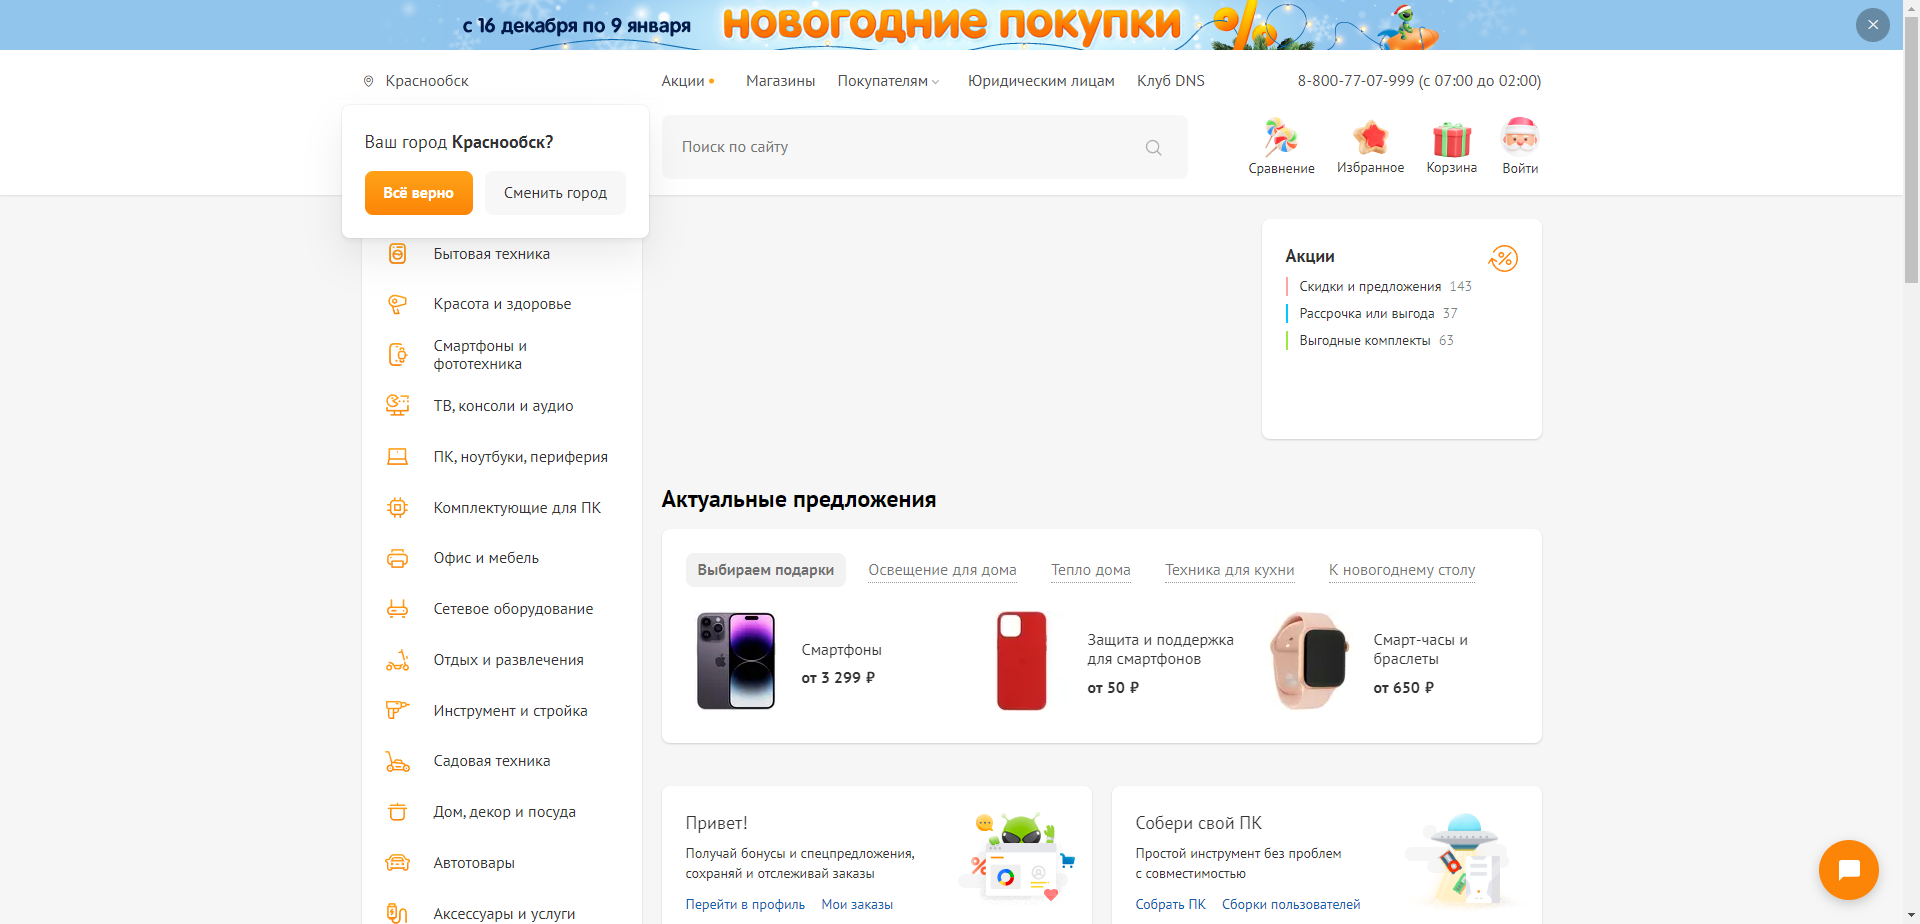 с 16 декабря по 9 января
новогодние покупки
Краснообск
Акции
Магазины
Покупателям
Юридическим лицам
Клуб DNS
8-800-77-07-999 (с 07:00 до 02:00)
Ваш город Краснообск?
Всё верно
Сменить город
Поиск по сайту
Сравнение
Избранное
Корзина
Войти
Бытовая техника
Красота и здоровье
Смартфоны и
фототехника
ТВ, консоли и аудио
ПК, ноутбуки, периферия
Комплектующие для ПК
Офис и мебель
Сетевое оборудование
Отдых и развлечения
Инструмент и стройка
Садовая техника
Дом, декор и посуда
Автотовары
Аксессуары и услуги
Акции
Скидки и предложения 143
Рассрочка или выгода 37
Выгодные комплекты 63
Актуальные предложения
Выбираем подарки
Освещение для дома
Тепло дома
Техника для кухни
К новогоднему столу
Смартфоны
от 3 299 ₽
Защита и поддержка
для смартфонов
от 50 ₽
Смарт-часы и
браслеты
от 650 ₽
Привет!
Получай бонусы и спецпредложения,
сохраняй и отслеживай заказы
Перейти в профиль
Мои заказы
Собери свой ПК
Простой инструмент без проблем
с совместимостью
Собрать ПК
Сборки пользователей